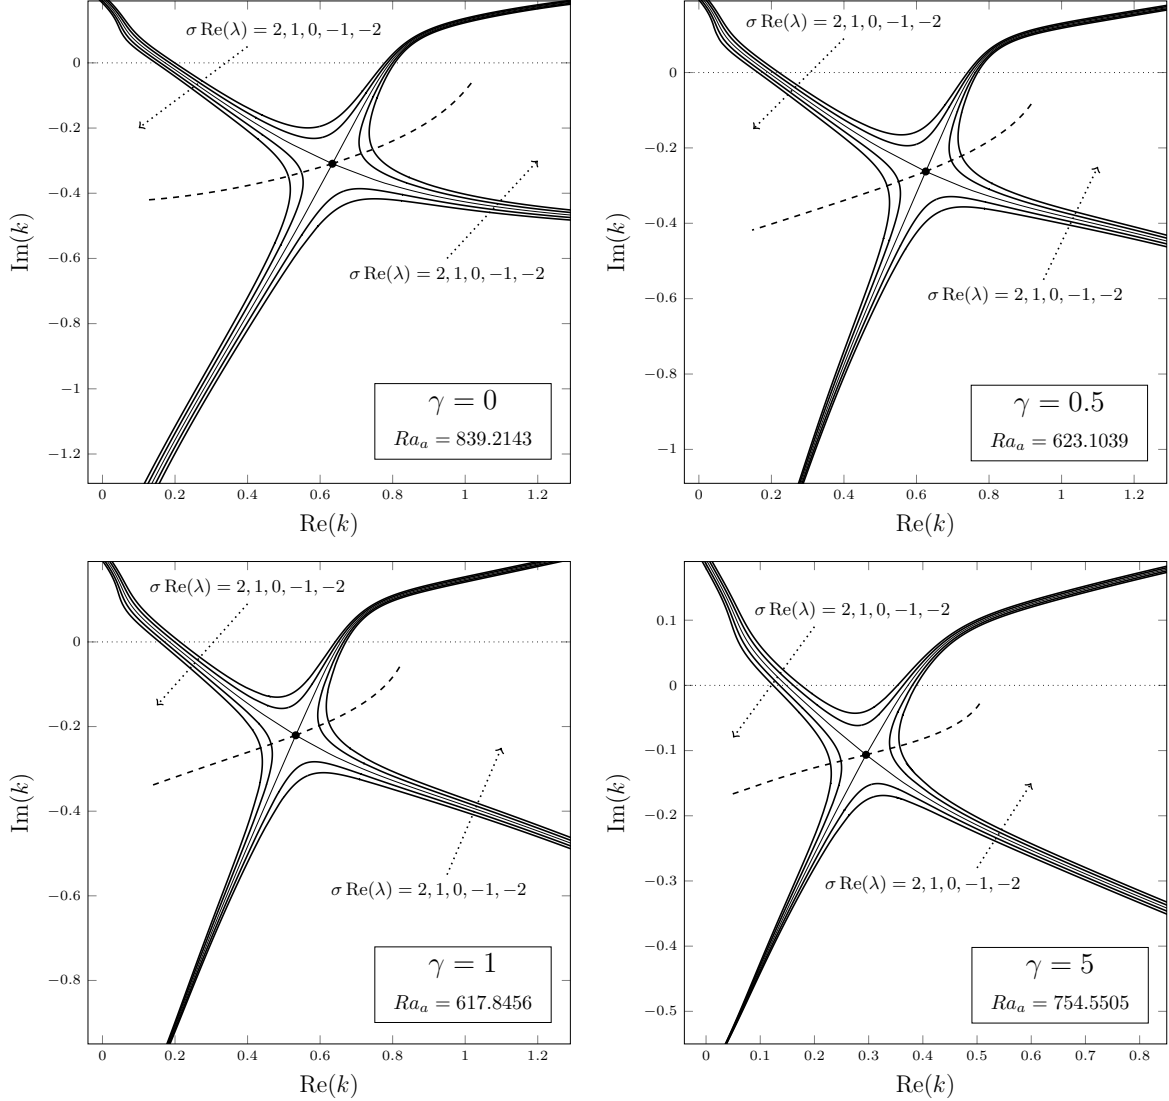 σ Re(λ) = 2, 1, 0, −1, −2
0
−0.2
−0.4
−0.6
−0.8
−1
−1.2
Im(k)
σ Re(λ) = 2, 1, 0, −1, −2
γ = 0
Ra_a = 839.2143
0 0.2 0.4 0.6 0.8 1 1.2
Re(k)
σ Re(λ) = 2, 1, 0, −1, −2
0
−0.2
−0.4
−0.6
−0.8
−1
Im(k)
σ Re(λ) = 2, 1, 0, −1, −2
γ = 0.5
Ra_a = 623.1039
0 0.2 0.4 0.6 0.8 1 1.2
Re(k)
σ Re(λ) = 2, 1, 0, −1, −2
0
−0.2
−0.4
−0.6
−0.8
Im(k)
σ Re(λ) = 2, 1, 0, −1, −2
γ = 1
Ra_a = 617.8456
0 0.2 0.4 0.6 0.8 1 1.2
Re(k)
σ Re(λ) = 2, 1, 0, −1, −2
0.1
0
−0.1
−0.2
−0.3
−0.4
−0.5
Im(k)
σ Re(λ) = 2, 1, 0, −1, −2
γ = 5
Ra_a = 754.5505
0 0.1 0.2 0.3 0.4 0.5 0.6 0.7 0.8
Re(k)